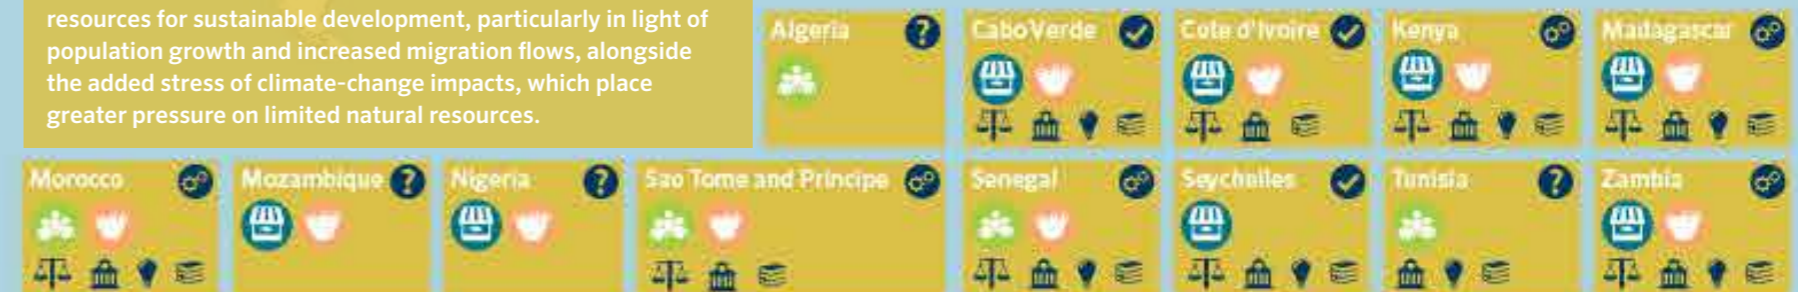 resources for sustainable development, particularly in light of
population growth and increased migration flows, alongside
the added stress of climate-change impacts, which place
greater pressure on limited natural resources.
Algeria ?
Cabo Verde
Cote d'Ivoire
Kenya
Madagascar
Morocco
Mozambique ?
Nigeria ?
Sao Tome and Principe
Senegal
Seychelles
Tunisia ?
Zambia